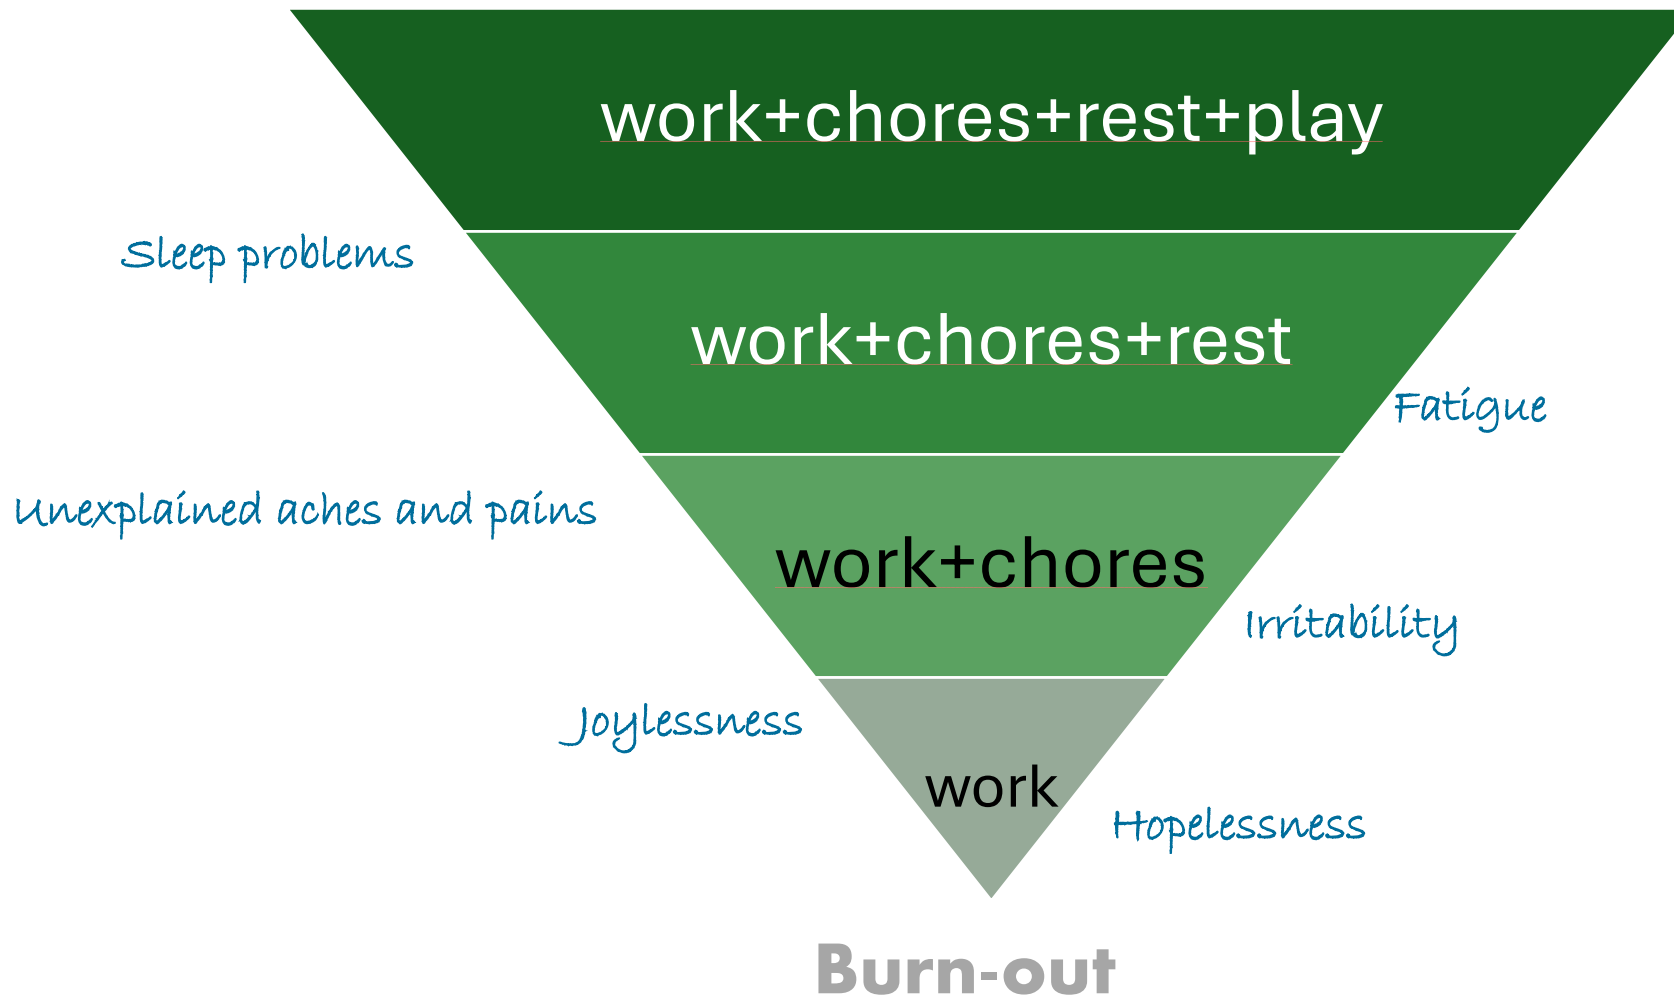 work+chores+rest+play
Sleep problems
work+chores+rest
Fatigue
Unexplained aches and pains
work+chores
Irritability
Joylessness
work
Hopelessness
Burn-out